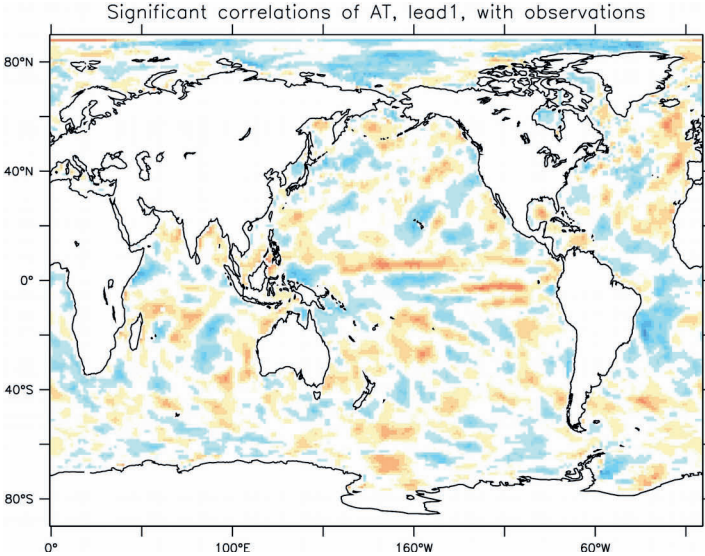 Significant correlations of AT, lead1, with observations
80°N
40°N
0°
40°S
80°S
0° 100°E 160°W 60°W